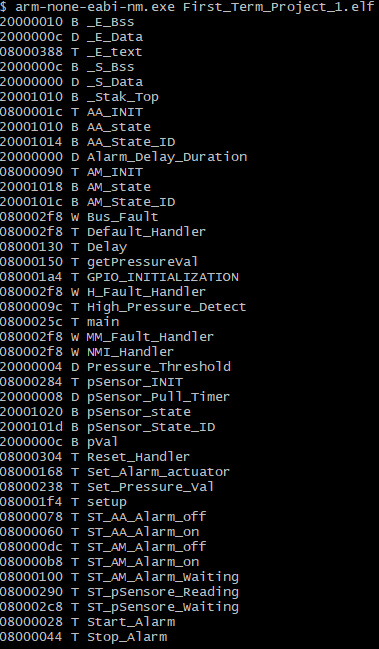 $ arm-none-eabi-nm.exe First_Term_Project_1.elf
20000010 B _E_Bss
2000000c D _E_Data
08000388 T _E_text
2000000c B _S_Bss
20000000 D _S_Data
20001010 B _Stak_Top
0800001c T AA_INIT
20001010 B AA_state
20001014 B AA_State_ID
20000000 D Alarm_Delay_Duration
08000090 T AM_INIT
20001018 B AM_state
2000101c B AM_State_ID
080002f8 W Bus_Fault
080002f8 T Default_Handler
08000130 T Delay
08000150 T getPressureVal
080001a4 T GPIO_INITIALIZATION
080002f8 W H_Fault_Handler
0800009c T High_Pressure_Detect
0800025c T main
080002f8 W MM_Fault_Handler
080002f8 W NMI_Handler
20000004 D Pressure_Threshold
08000284 T pSensor_INIT
20000008 D pSensor_Pull_Timer
20001020 B pSensor_state
2000101d B pSensor_State_ID
2000000c B pVal
08000304 T Reset_Handler
08000168 T Set_Alarm_actuator
08000238 T Set_Pressure_Val
080001f4 T setup
08000078 T ST_AA_Alarm_off
08000060 T ST_AA_Alarm_on
080000dc T ST_AM_Alarm_off
080000b8 T ST_AM_Alarm_on
08000100 T ST_AM_Alarm_Waiting
08000290 T ST_pSensore_Reading
080002c8 T ST_pSensore_Waiting
08000028 T Start_Alarm
08000044 T Stop_Alarm